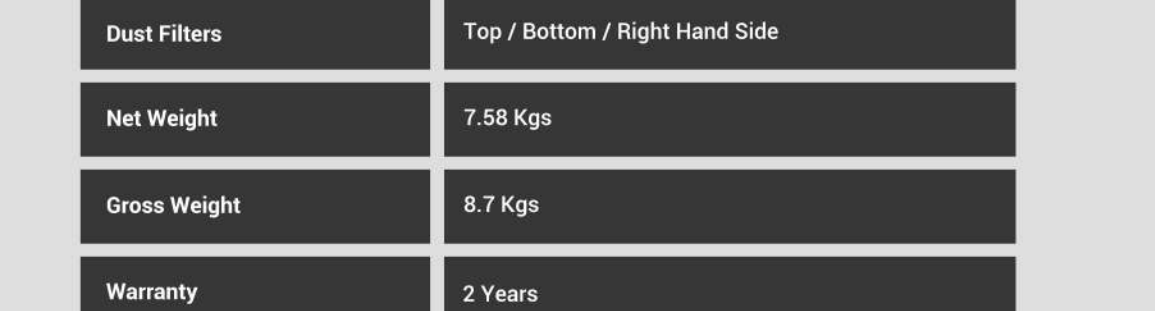 Dust Filters Top / Bottom / Right Hand Side
Net Weight 7.58 Kgs
Gross Weight 8.7 Kgs
Warranty 2 Years